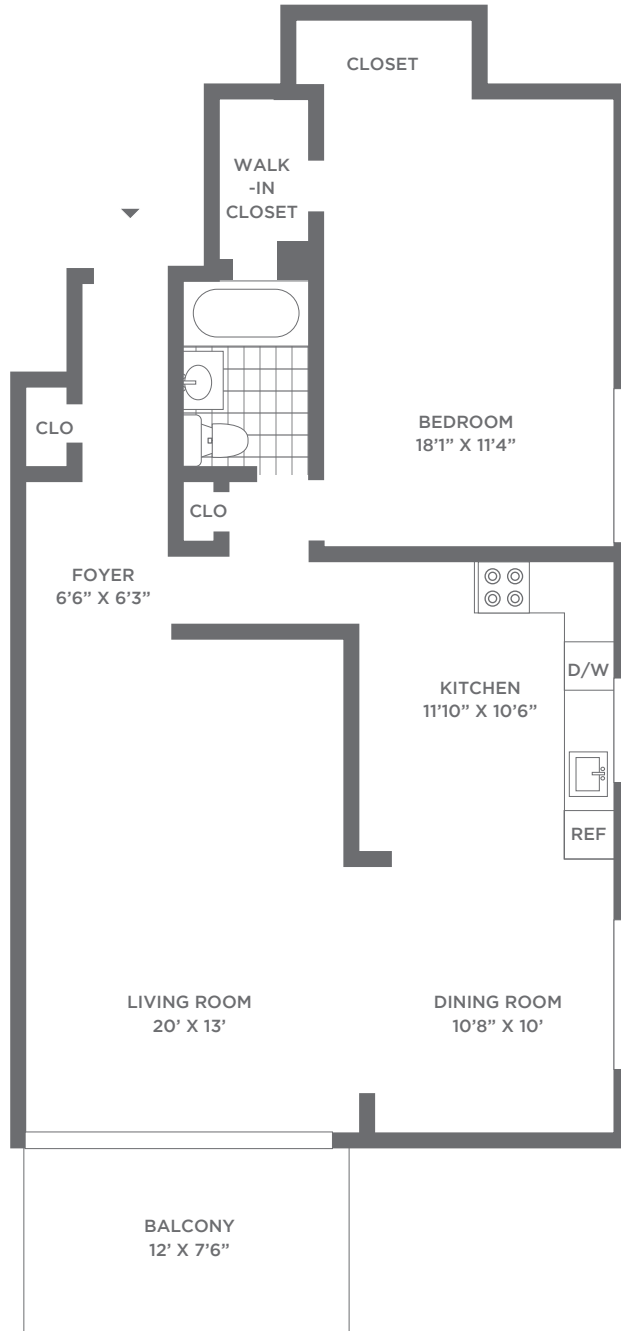 CLOSET
WALK
-IN
CLOSET
BEDROOM
18’1” X 11’4”
CLO
CLO
FOYER
6’6” X 6’3”
D/W
KITCHEN
11’10” X 10’6”
REF
LIVING ROOM
20’ X 13’
DINING ROOM
10’8” X 10’
BALCONY
12’ X 7’6”